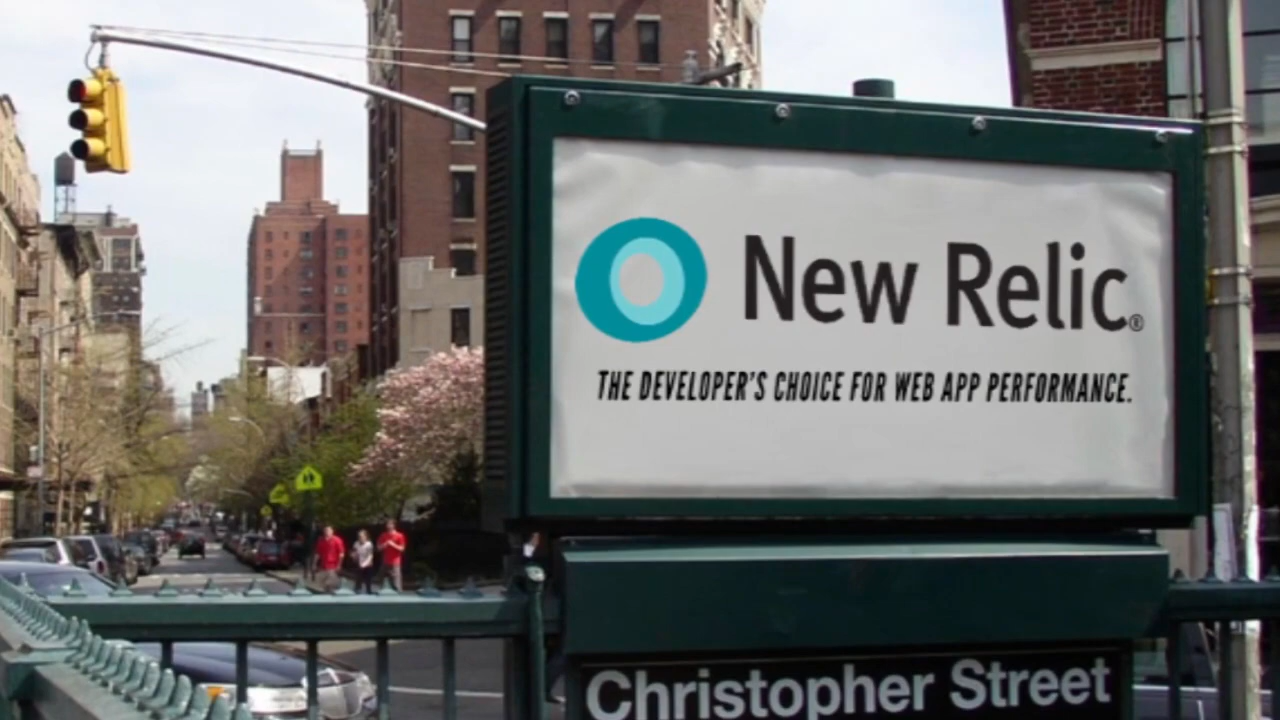 New Relic®
THE DEVELOPER'S CHOICE FOR WEB APP PERFORMANCE.
Christopher Street